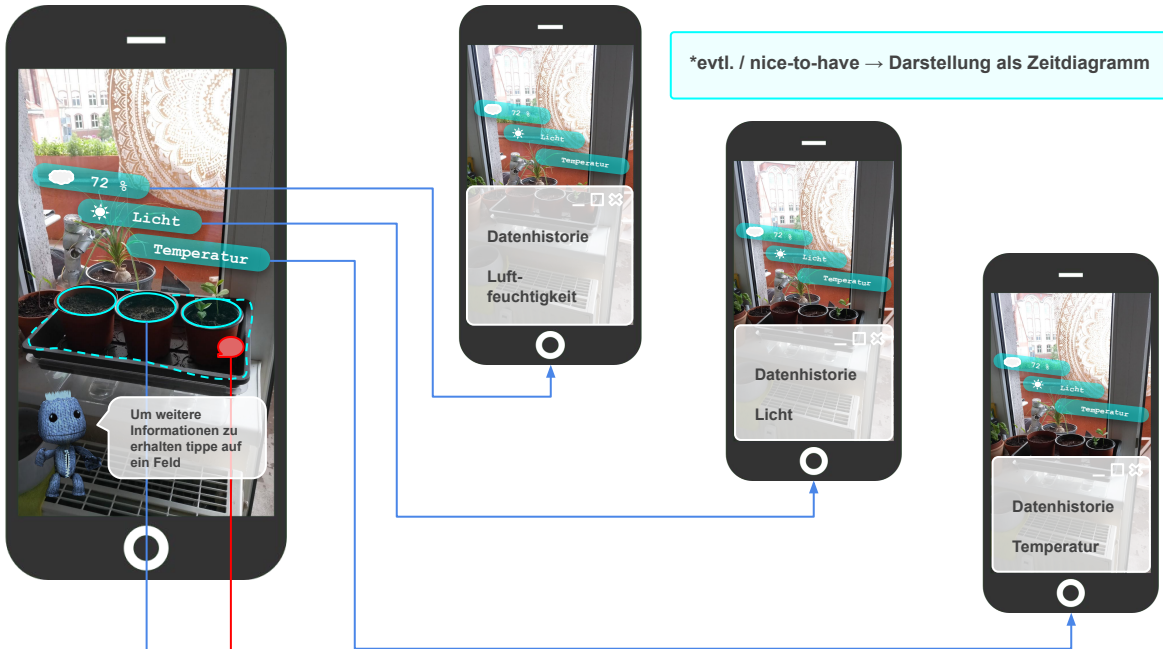 72 %
Licht
Temperatur
Um weitere
Informationen zu
erhalten tippe auf
ein Feld
72 %
Licht
Temperatur
Datenhistorie
Luft-
feuchtigkeit
*evtl. / nice-to-have → Darstellung als Zeitdiagramm
72 %
Licht
Temperatur
Datenhistorie
Licht
72 %
Licht
Temperatur
Datenhistorie
Temperatur